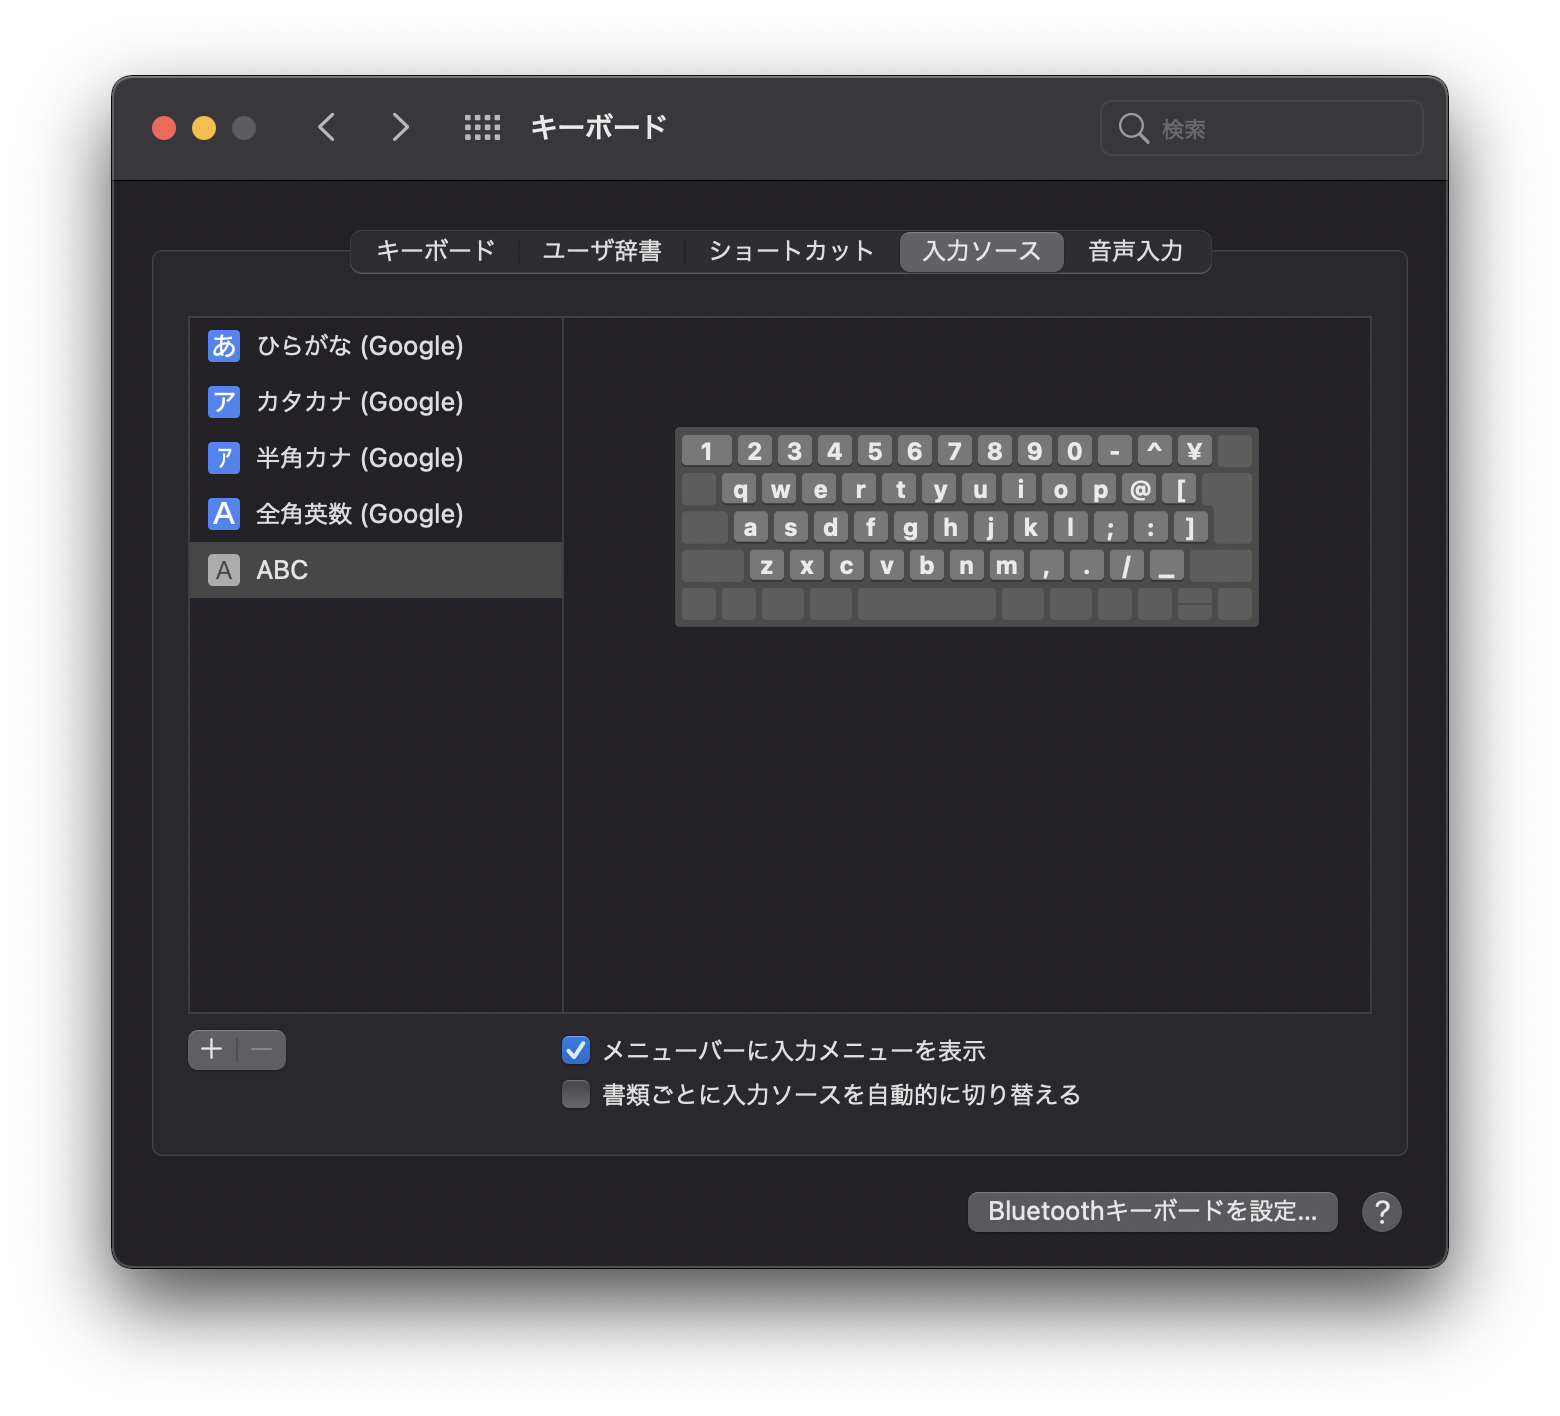 キーボード
検索
キーボード ユーザ辞書 ショートカット 入力ソース 音声入力
あ ひらがな (Google)
ア カタカナ (Google)
ｱ 半角カナ (Google)
A 全角英数 (Google)
A ABC
1 2 3 4 5 6 7 8 9 0 - ^ ¥
q w e r t y u i o p @ [
a s d f g h j k l ; : ]
z x c v b n m , . / _
メニューバーに入力メニューを表示
書類ごとに入力ソースを自動的に切り替える
Bluetoothキーボードを設定... ?